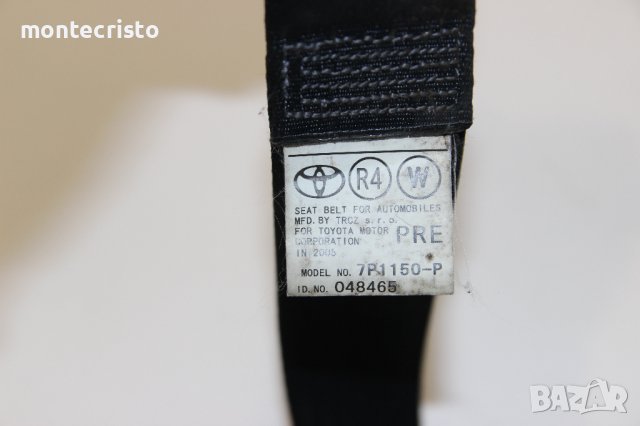 montecristo
R4 W
SEAT BELT FOR AUTOMOBILES
MFD. BY TRCZ s.r.o.
FOR TOYOTA MOTOR
CORPORATION PRE
IN 2005
MODEL NO. 7P1150-P
ID.NO. 048465
BAZAR
bg